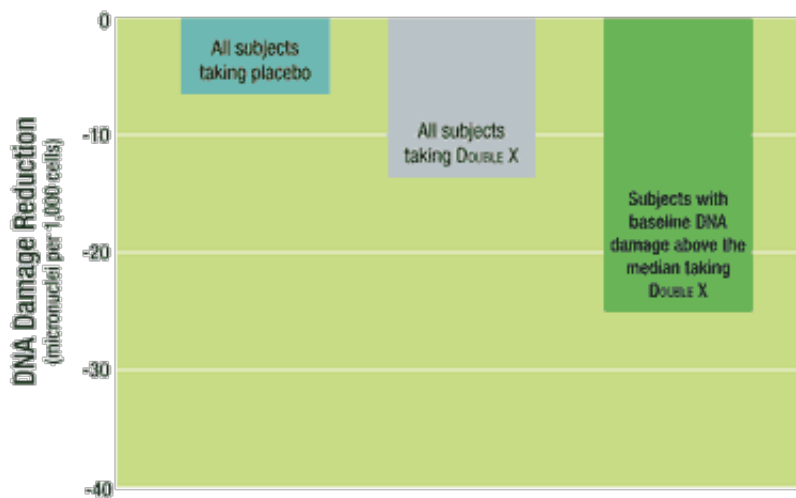 0
-10
-20
-30
-40
DNA Damage Reduction
(micronuclei per 1,000 cells)
All subjects
taking placebo
All subjects
taking DOUBLE X
Subjects with
baseline DNA
damage above the
median taking
DOUBLE X